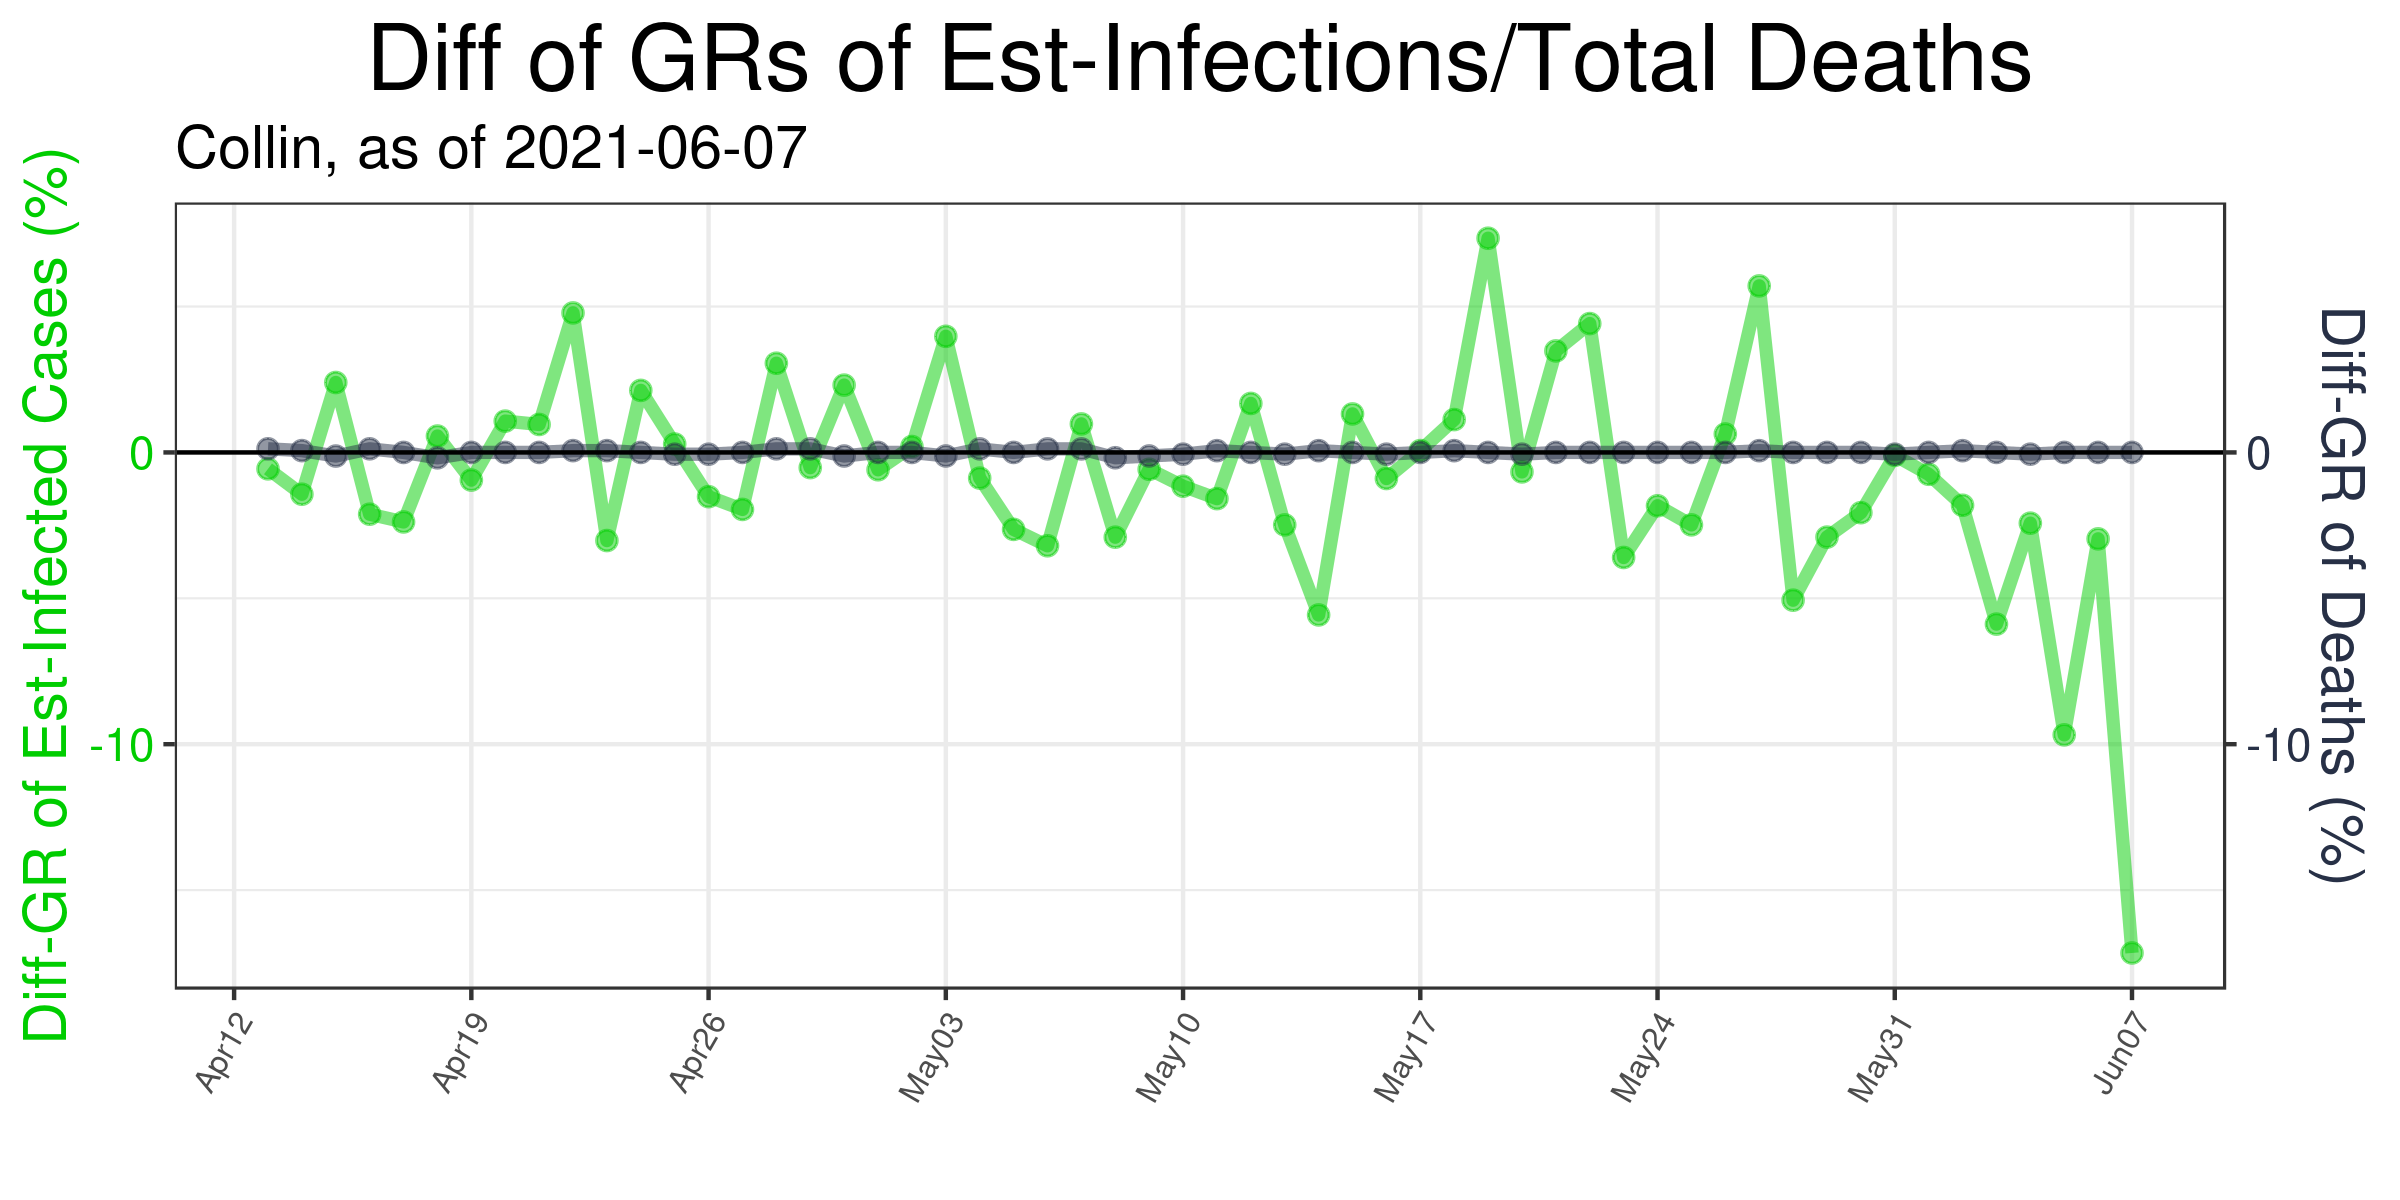 Diff of GRs of Est-Infections/Total Deaths
Collin, as of 2021-06-07
Diff-GR of Est-Infected Cases (%)
0
-10
0
-10
Diff-GR of Deaths (%)
Apr12
Apr19
Apr26
May03
May10
May17
May24
May31
Jun07